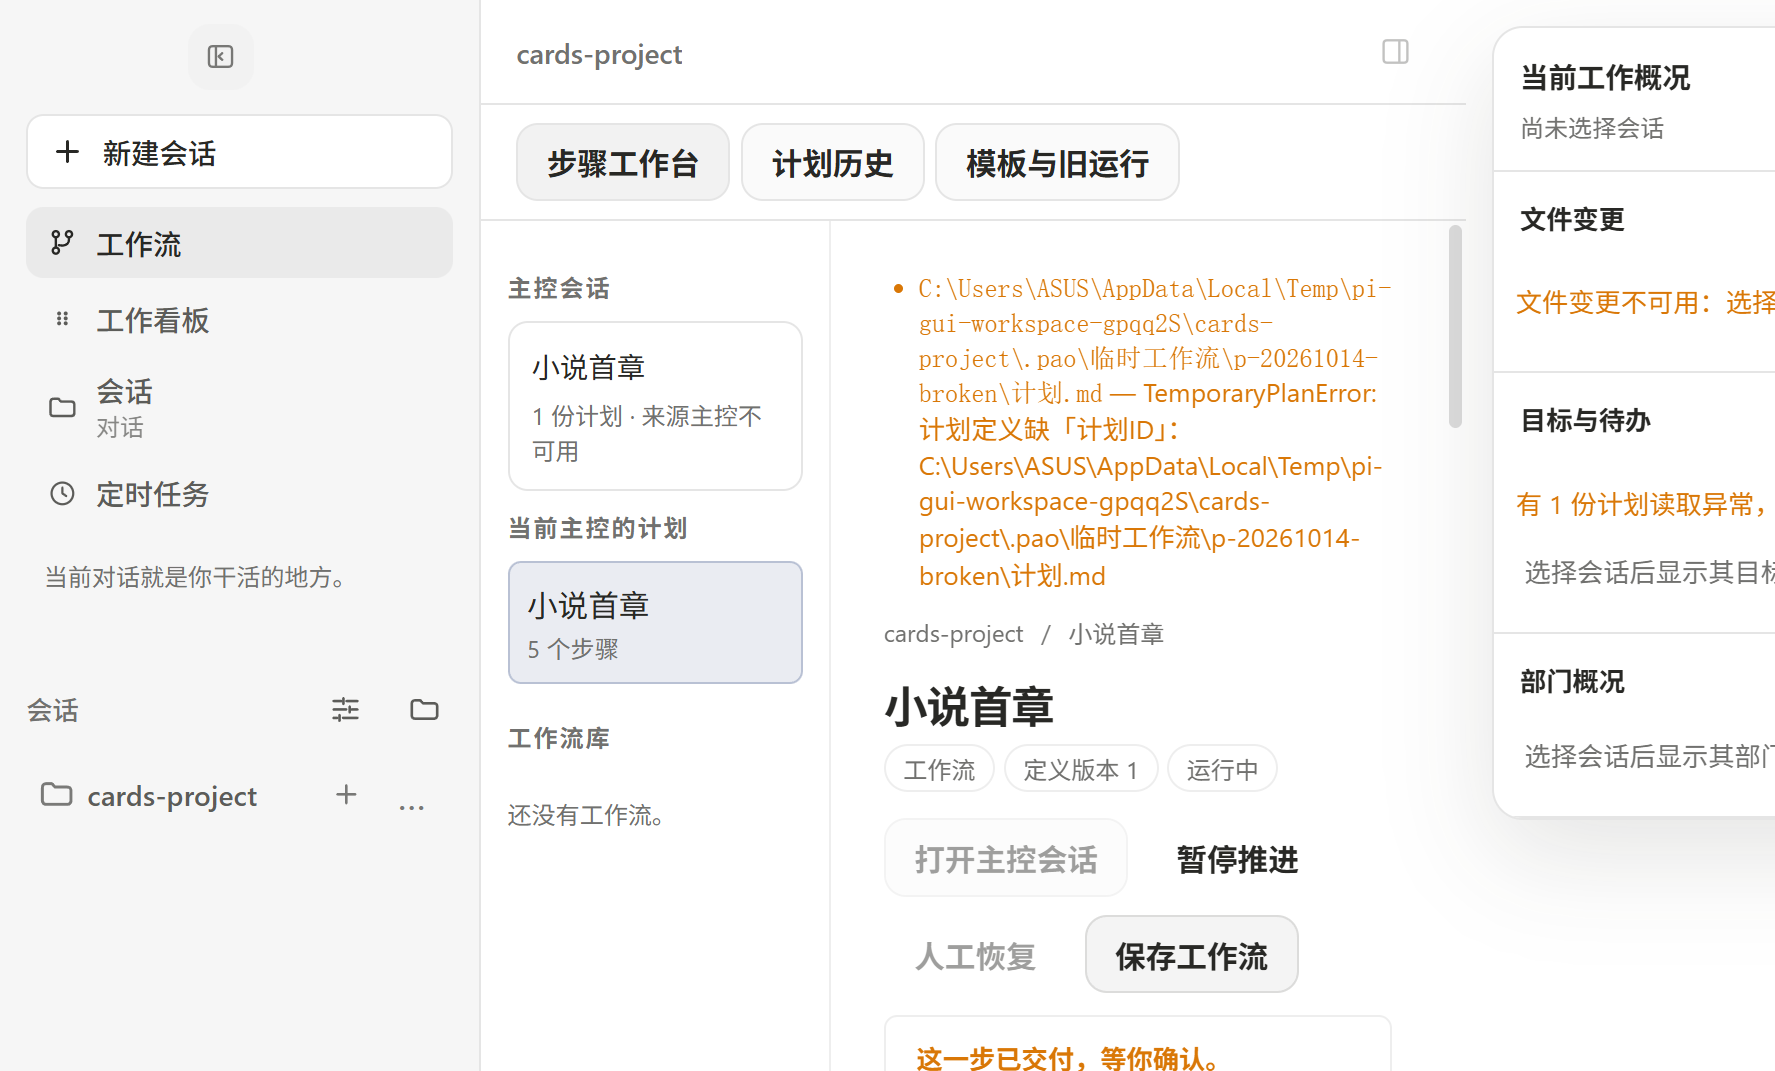 新建会话
工作流
工作看板
会话
对话
定时任务
当前对话就是你干活的地方。
会话
cards-project
...
cards-project
步骤工作台
计划历史
模板与旧运行
主控会话
小说首章
1 份计划 · 来源主控不
可用
当前主控的计划
小说首章
5 个步骤
工作流库
还没有工作流。
C:\Users\ASUS\AppData\Local\Temp\pi-
gui-workspace-gpqq2S\cards-
project\.pao\临时工作流\p-20261014-
broken\计划.md — TemporaryPlanError:
计划定义缺「计划ID」:
C:\Users\ASUS\AppData\Local\Temp\pi-
gui-workspace-gpqq2S\cards-
project\.pao\临时工作流\p-20261014-
broken\计划.md
cards-project / 小说首章
小说首章
工作流
定义版本 1
运行中
打开主控会话
暂停推进
人工恢复
保存工作流
这一步已交付，等你确认。
当前工作概况
尚未选择会话
文件变更
文件变更不可用：选择
目标与待办
有 1 份计划读取异常，
选择会话后显示其目标
部门概况
选择会话后显示其部门